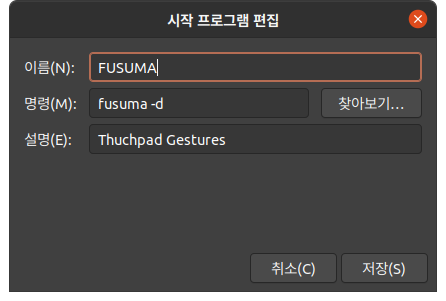 시작 프로그램 편집
이름(N): FUSUMA
명령(M): fusuma -d 찾아보기...
설명(E): Thuchpad Gestures
취소(C) 저장(S)